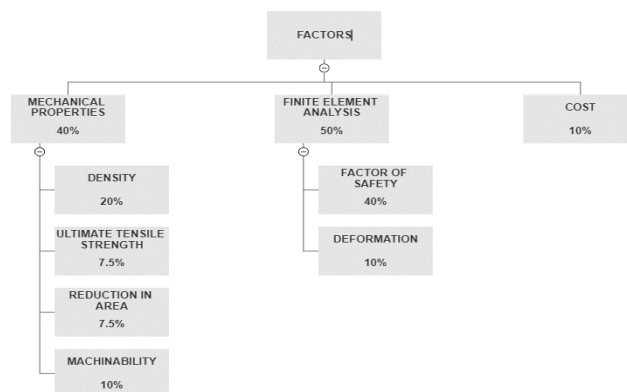 FACTORS
MECHANICAL
PROPERTIES
40%
FINITE ELEMENT
ANALYSIS
50%
COST
10%
DENSITY
20%
ULTIMATE TENSILE
STRENGTH
7.5%
REDUCTION IN
AREA
7.5%
MACHINABILITY
10%
FACTOR OF
SAFETY
40%
DEFORMATION
10%